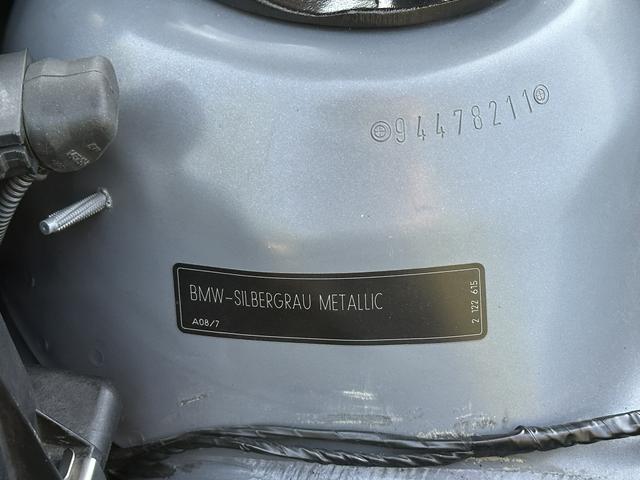 94478211
BMW-SILBERGRAU METALLIC
A08/7
2 122 615